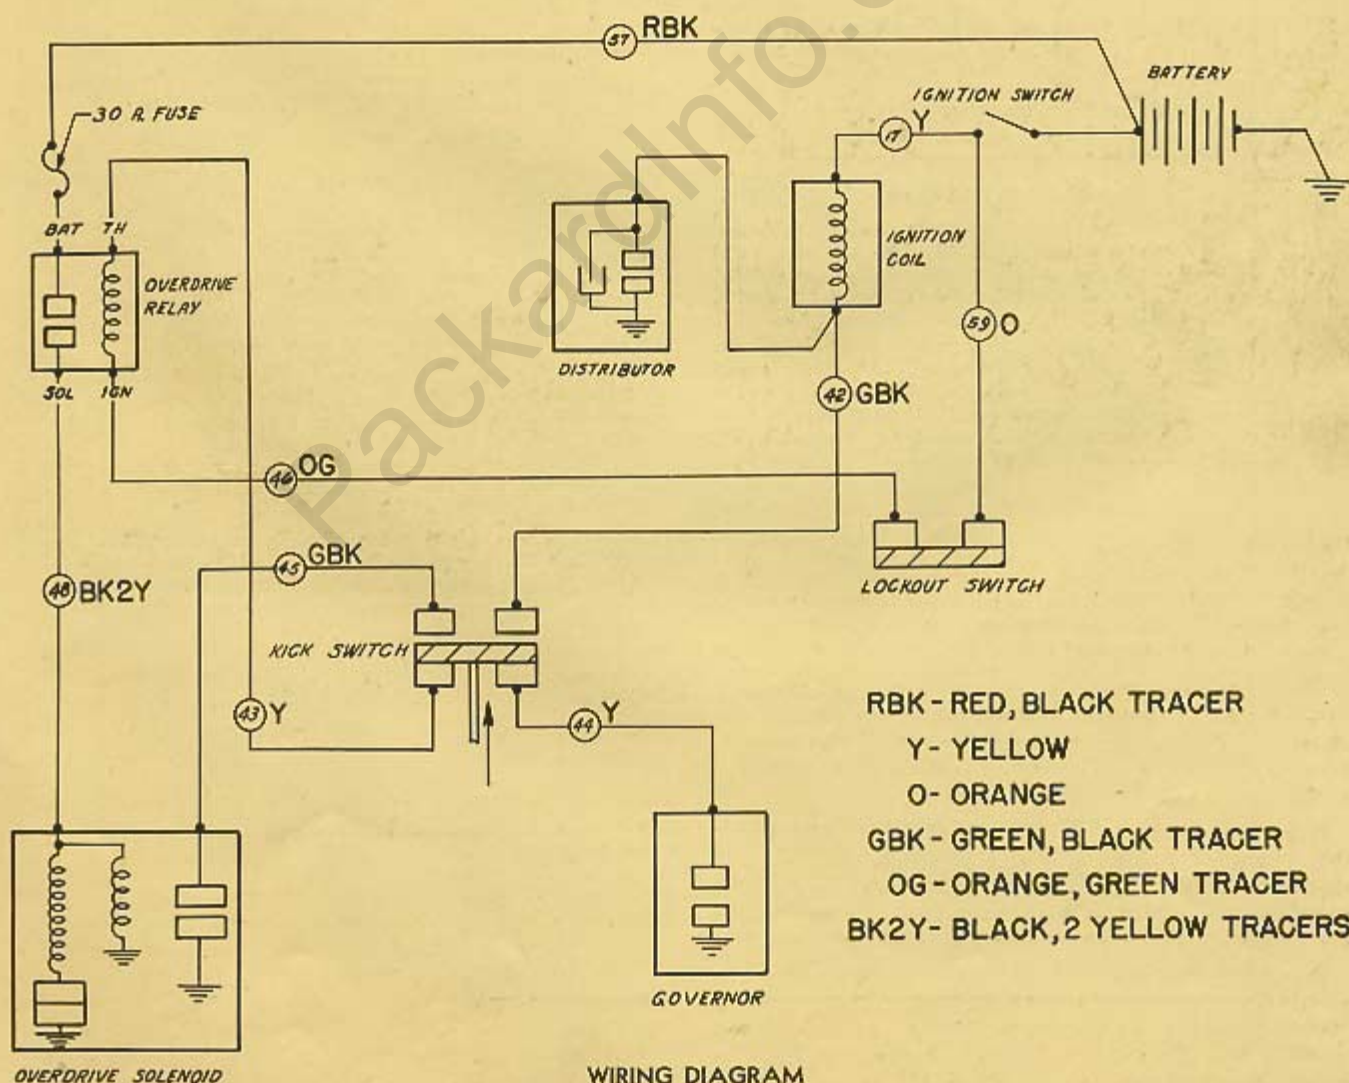 57 RBK
BATTERY
IGNITION SWITCH
30 A. FUSE
17 Y
BAT TH
IGNITION
COIL
OVERDRIVE
RELAY
59 O
DISTRIBUTOR
SOL IGN
42 GBK
46 OG
45 GBK
48 BK2Y
LOCKOUT SWITCH
KICK SWITCH
43 Y
44 Y
RBK - RED, BLACK TRACER
Y - YELLOW
O - ORANGE
GBK - GREEN, BLACK TRACER
OG - ORANGE, GREEN TRACER
BK2Y - BLACK, 2 YELLOW TRACERS
GOVERNOR
OVERDRIVE SOLENOID
WIRING DIAGRAM